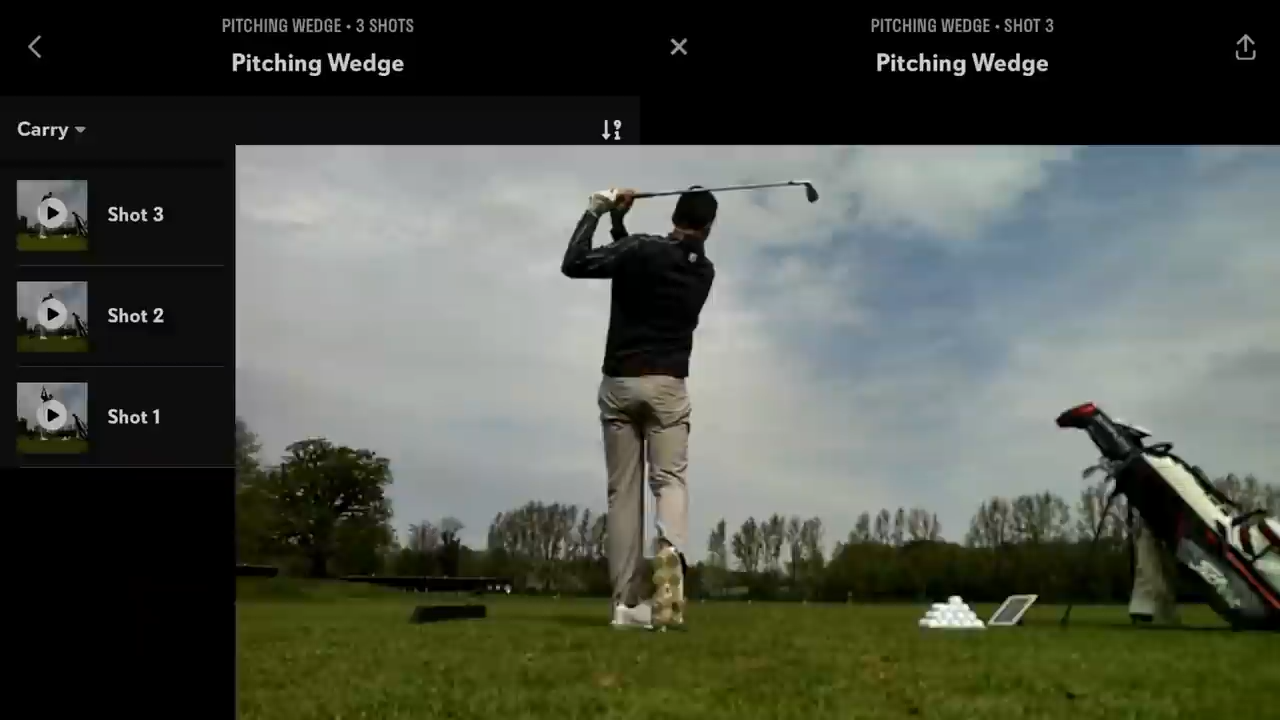 PITCHING WEDGE • 3 SHOTS
Pitching Wedge
Carry
Shot 3
Shot 2
Shot 1
PITCHING WEDGE • SHOT 3
Pitching Wedge